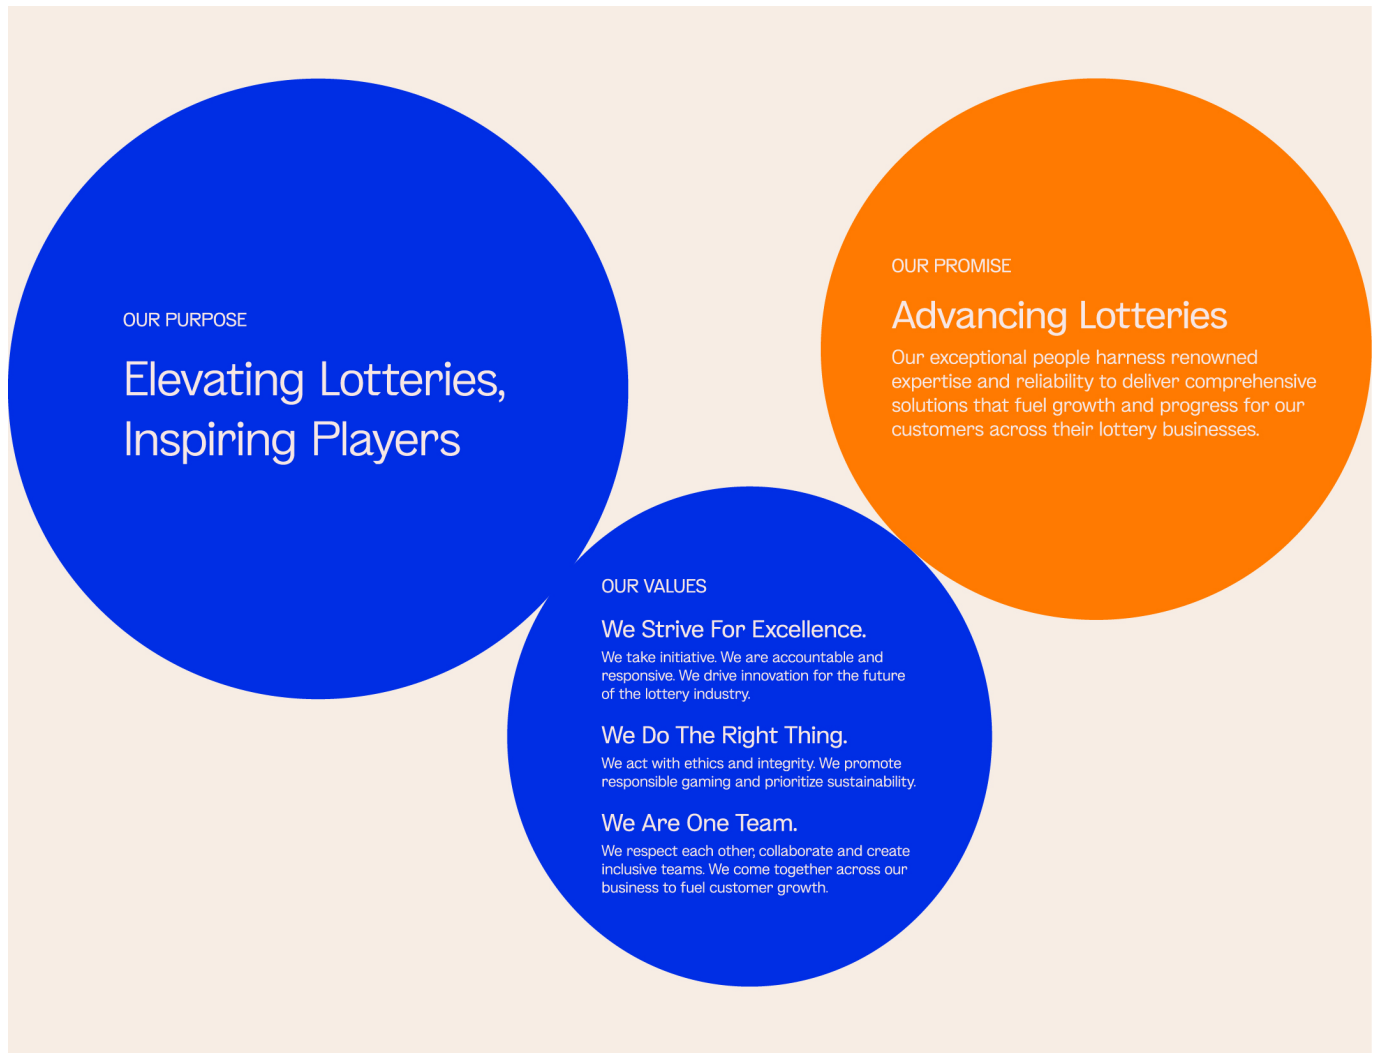 OUR PURPOSE
Elevating Lotteries,
Inspiring Players
OUR PROMISE
Advancing Lotteries
Our exceptional people harness renowned
expertise and reliability to deliver comprehensive
solutions that fuel growth and progress for our
customers across their lottery businesses.
OUR VALUES
We Strive For Excellence.
We take initiative. We are accountable and
responsive. We drive innovation for the future
of the lottery industry.
We Do The Right Thing.
We act with ethics and integrity. We promote
responsible gaming and prioritize sustainability.
We Are One Team.
We respect each other, collaborate and create
inclusive teams. We come together across our
business to fuel customer growth.